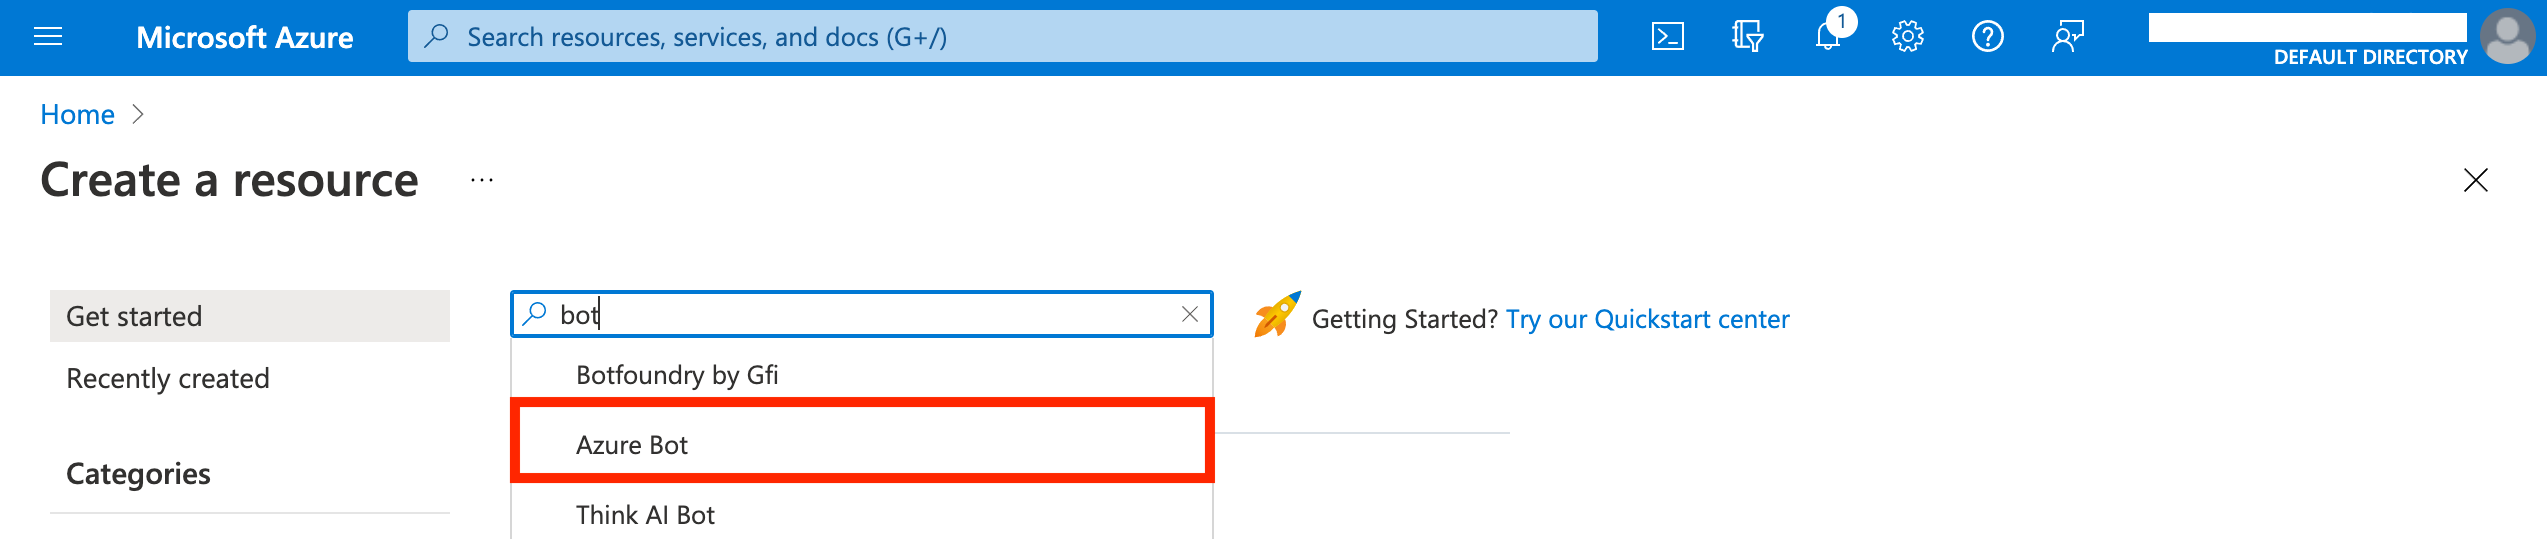 Microsoft Azure
Search resources, services, and docs (G+/)
1
DEFAULT DIRECTORY
Home
Create a resource
...
Get started
Recently created
Categories
bot
Botfoundry by Gfi
Azure Bot
Think AI Bot
Getting Started? Try our Quickstart center